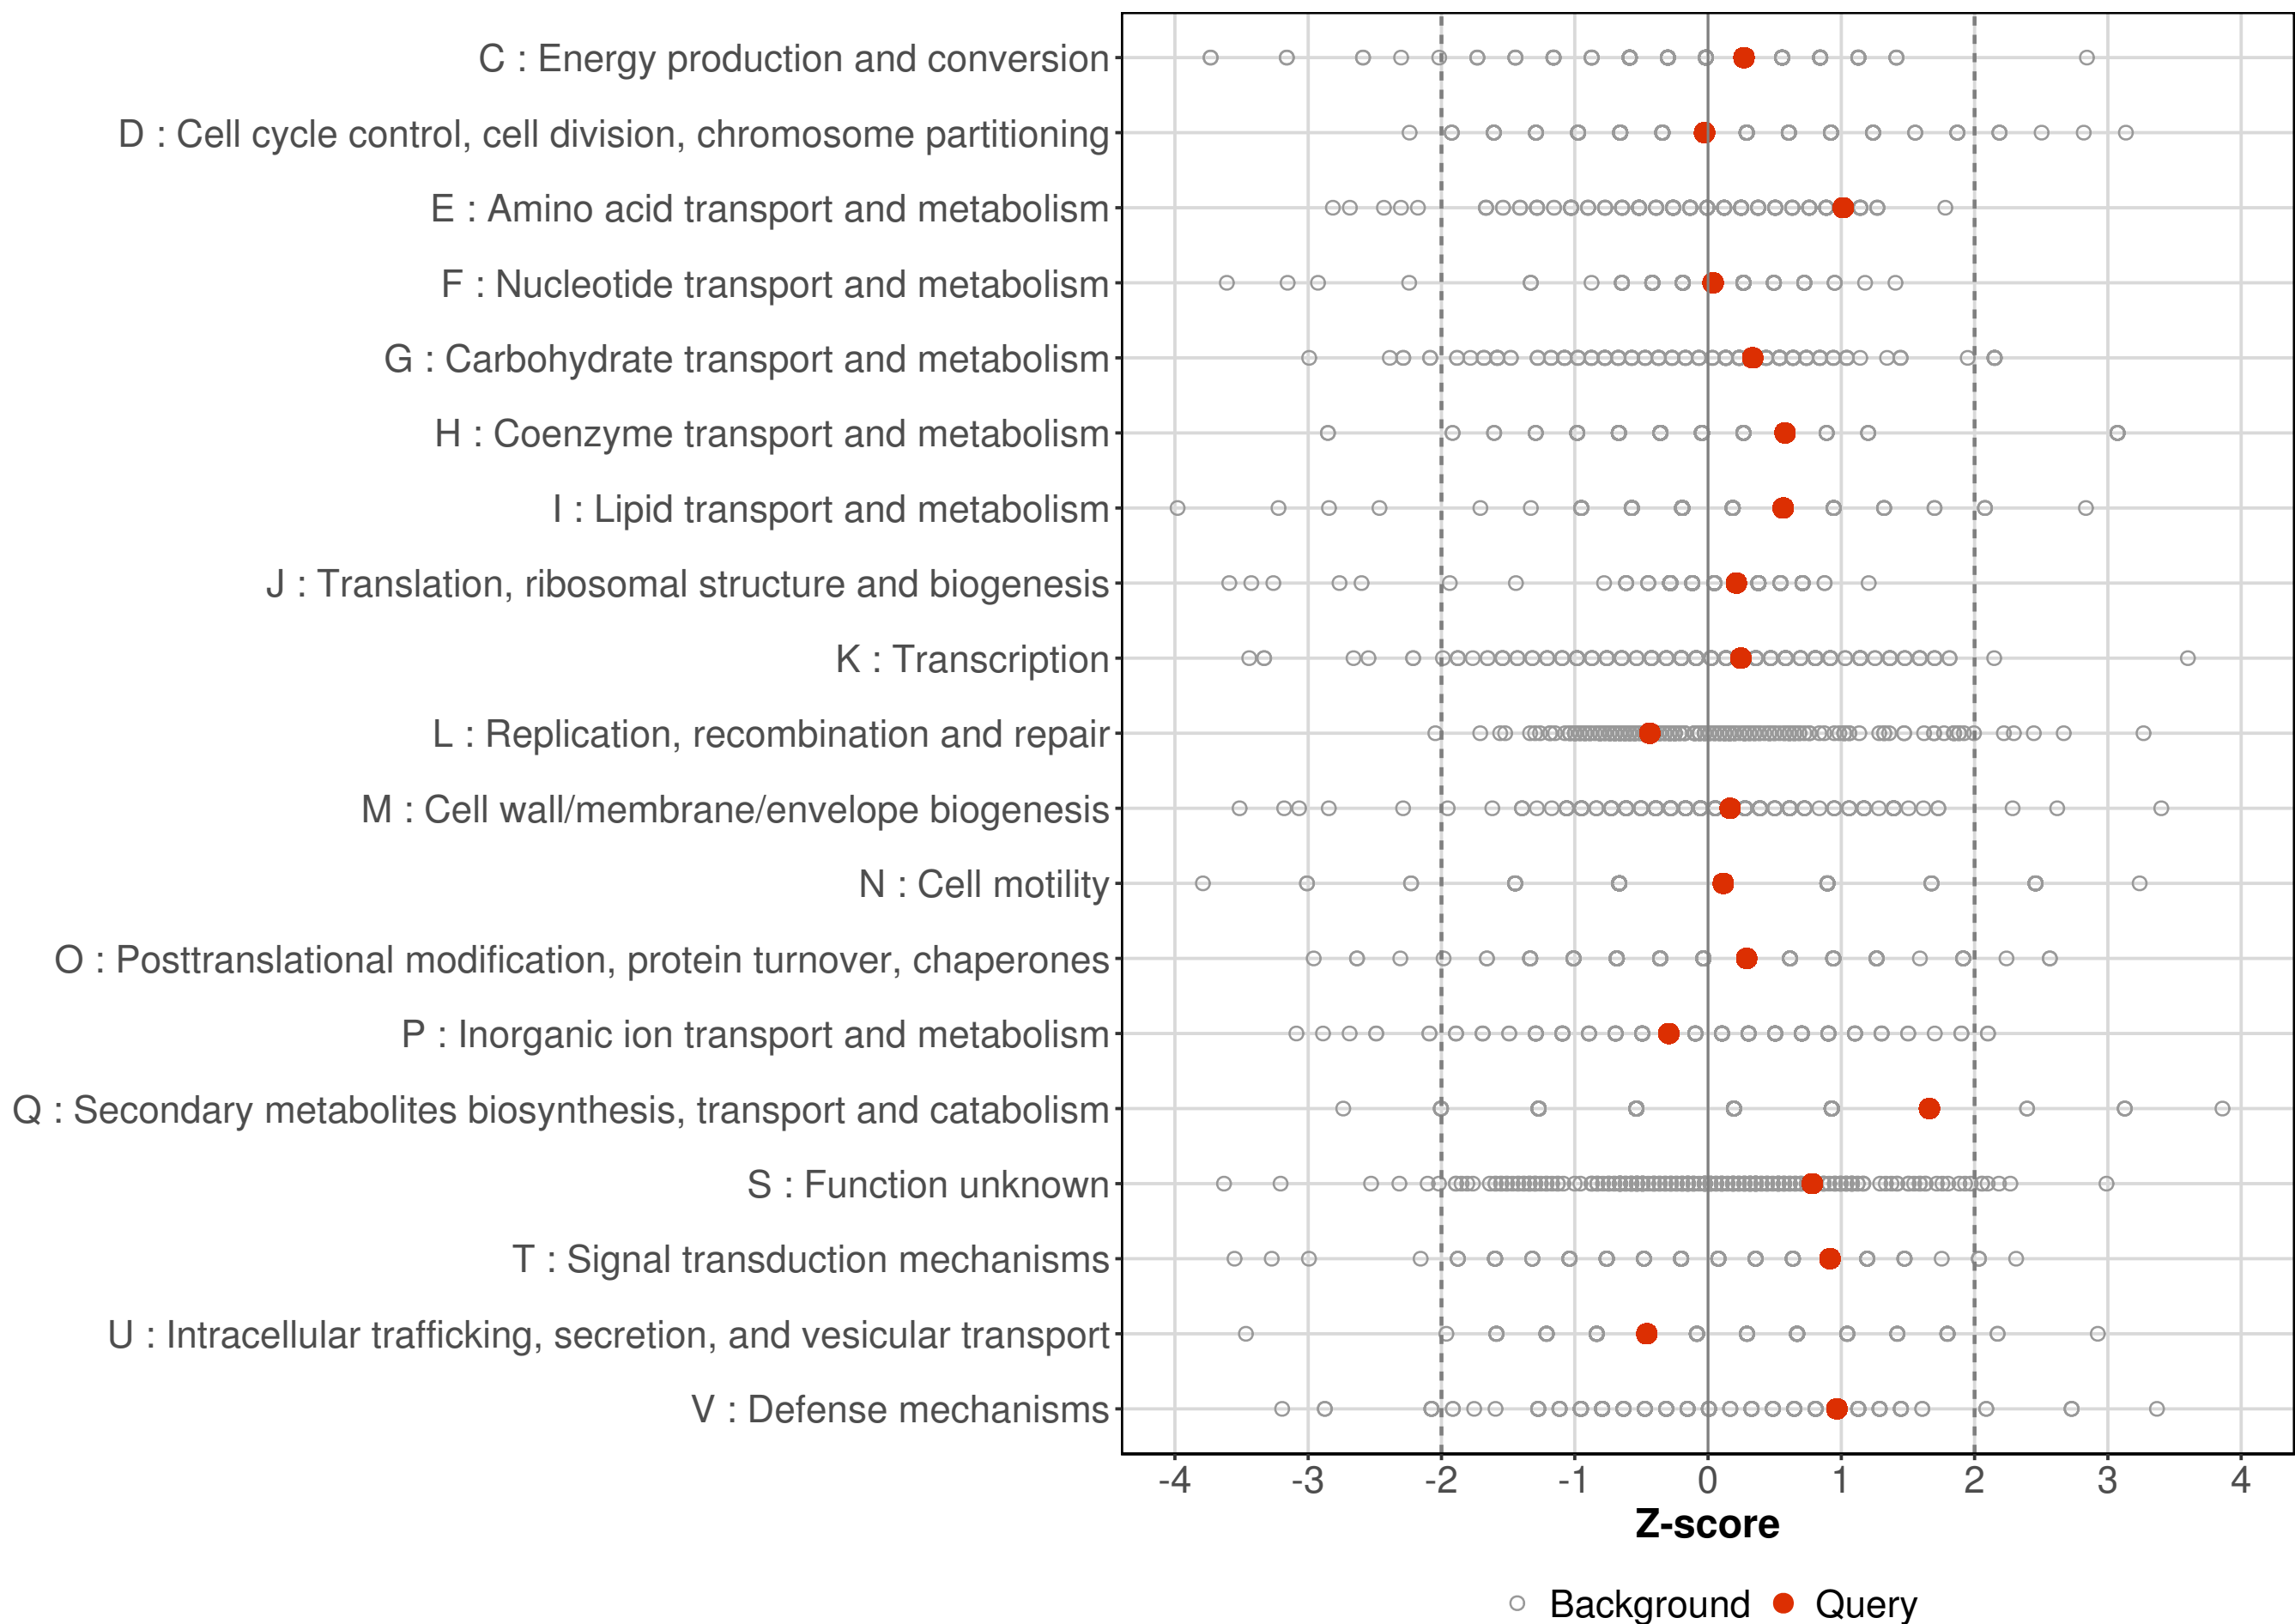 C : Energy production and conversion
D : Cell cycle control, cell division, chromosome partitioning
E : Amino acid transport and metabolism
F : Nucleotide transport and metabolism
G : Carbohydrate transport and metabolism
H : Coenzyme transport and metabolism
I : Lipid transport and metabolism
J : Translation, ribosomal structure and biogenesis
K : Transcription
L : Replication, recombination and repair
M : Cell wall/membrane/envelope biogenesis
N : Cell motility
O : Posttranslational modification, protein turnover, chaperones
P : Inorganic ion transport and metabolism
Q : Secondary metabolites biosynthesis, transport and catabolism
S : Function unknown
T : Signal transduction mechanisms
U : Intracellular trafficking, secretion, and vesicular transport
V : Defense mechanisms
-4 -3 -2 -1 0 1 2 3 4
Z-score
Background Query